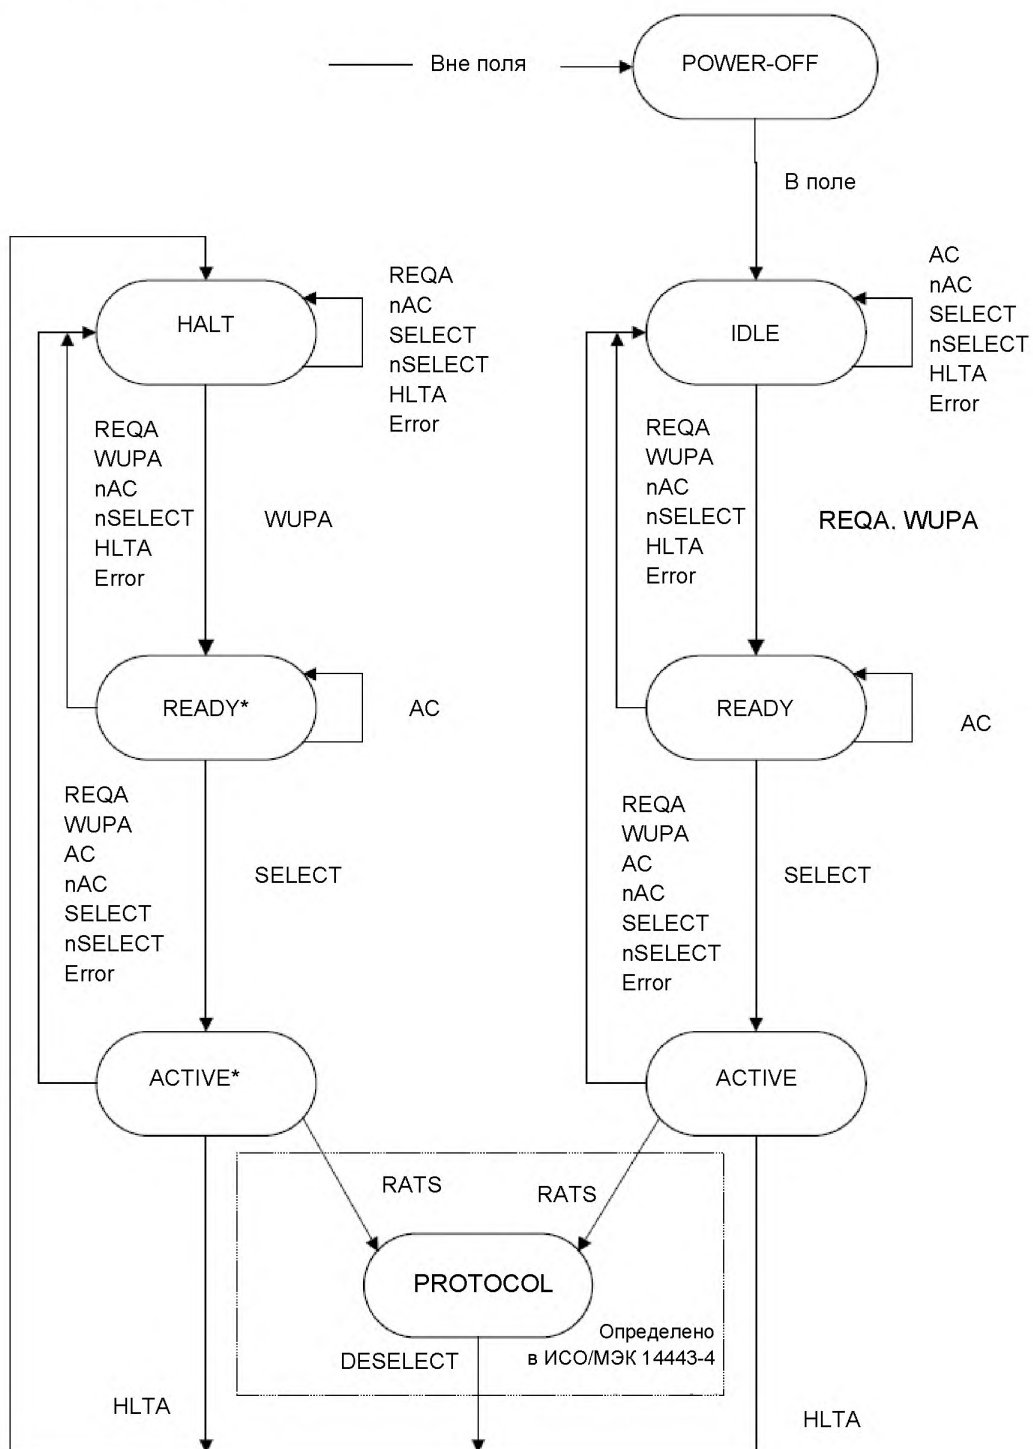 Вне поля
POWER-OFF
В поле
HALT
REQA
nAC
SELECT
nSELECT
HLTA
Error
IDLE
AC
nAC
SELECT
nSELECT
HLTA
Error
REQA
WUPA
nAC
nSELECT
HLTA
Error
WUPA
REQA
WUPA
nAC
nSELECT
HLTA
Error
REQA. WUPA
READY*
AC
READY
AC
REQA
WUPA
AC
nAC
SELECT
nSELECT
Error
SELECT
REQA
WUPA
AC
nAC
SELECT
nSELECT
Error
SELECT
ACTIVE*
ACTIVE
RATS
RATS
PROTOCOL
Определено
в ИСО/МЭК 14443-4
DESELECT
HLTA
HLTA